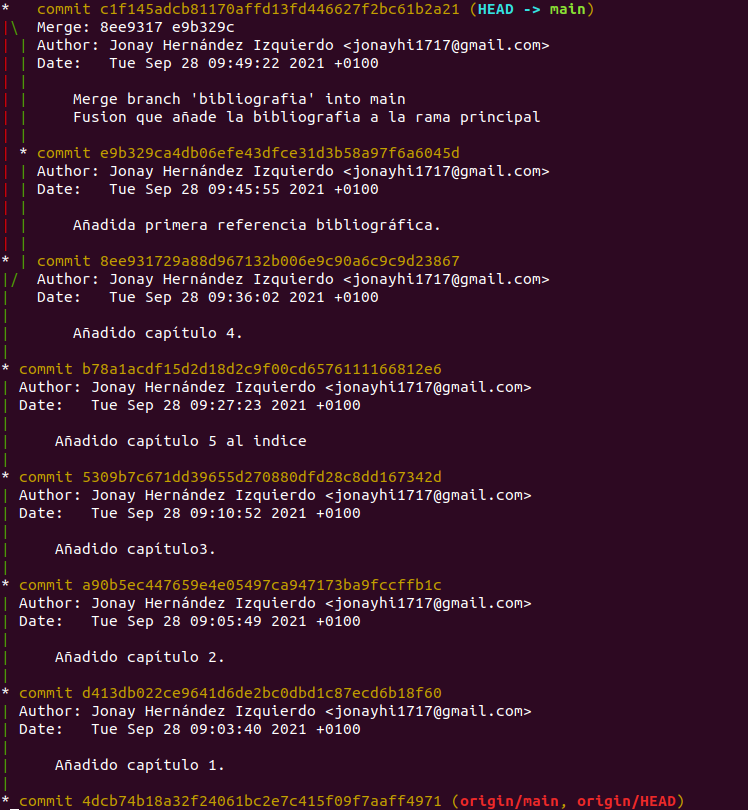 *   commit c1f145adcb81170affd13fd446627f2bc61b2a21 (HEAD -> main)
|\  Merge: 8ee9317 e9b329c
| | Author: Jonay Hernández Izquierdo <jonayhi1717@gmail.com>
| | Date:   Tue Sep 28 09:49:22 2021 +0100
| |
| |     Merge branch 'bibliografia' into main
| |     Fusion que añade la bibliografia a la rama principal
| |
| * commit e9b329ca4db06efe43dfce31d3b58a97f6a6045d
| | Author: Jonay Hernández Izquierdo <jonayhi1717@gmail.com>
| | Date:   Tue Sep 28 09:45:55 2021 +0100
| |
| |     Añadida primera referencia bibliográfica.
| |
* | commit 8ee931729a88d967132b006e9c90a6c9c9d23867
|/  Author: Jonay Hernández Izquierdo <jonayhi1717@gmail.com>
|   Date:   Tue Sep 28 09:36:02 2021 +0100
|
|       Añadido capítulo 4.
|
* commit b78a1acdf15d2d18d2c9f00cd6576111166812e6
| Author: Jonay Hernández Izquierdo <jonayhi1717@gmail.com>
| Date:   Tue Sep 28 09:27:23 2021 +0100
|
|     Añadido capítulo 5 al indice
|
* commit 5309b7c671dd39655d270880dfd28c8dd167342d
| Author: Jonay Hernández Izquierdo <jonayhi1717@gmail.com>
| Date:   Tue Sep 28 09:10:52 2021 +0100
|
|     Añadido capítulo3.
|
* commit a90b5ec447659e4e05497ca947173ba9fccffb1c
| Author: Jonay Hernández Izquierdo <jonayhi1717@gmail.com>
| Date:   Tue Sep 28 09:05:49 2021 +0100
|
|     Añadido capítulo 2.
|
* commit d413db022ce9641d6de2bc0dbd1c87ecd6b18f60
| Author: Jonay Hernández Izquierdo <jonayhi1717@gmail.com>
| Date:   Tue Sep 28 09:03:40 2021 +0100
|
|     Añadido capítulo 1.
|
* commit 4dcb74b18a32f24061bc2e7c415f09f7aaff4971 (origin/main, origin/HEAD)